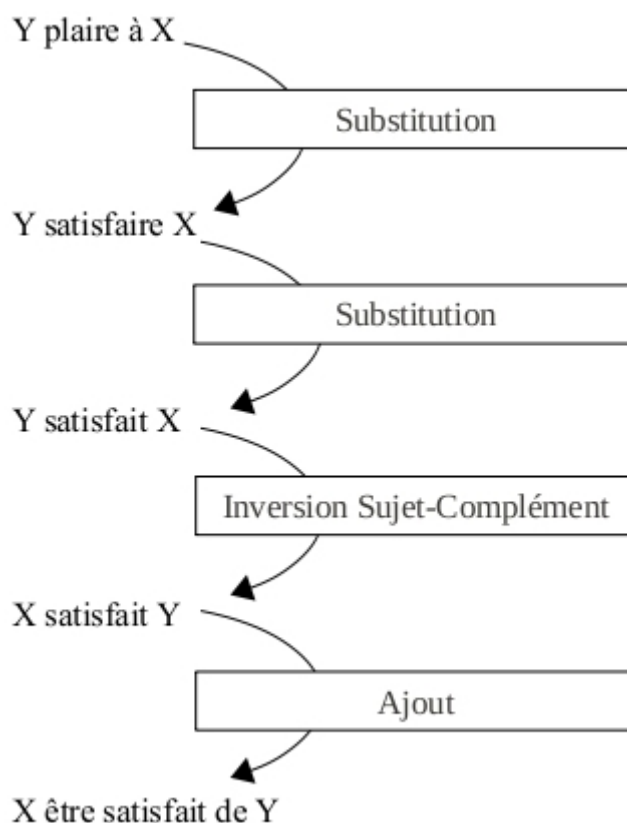 Y plaire à X
Substitution
Y satisfaire X
Substitution
Y satisfait X
Inversion Sujet-Complément
X satisfait Y
Ajout
X être satisfait de Y